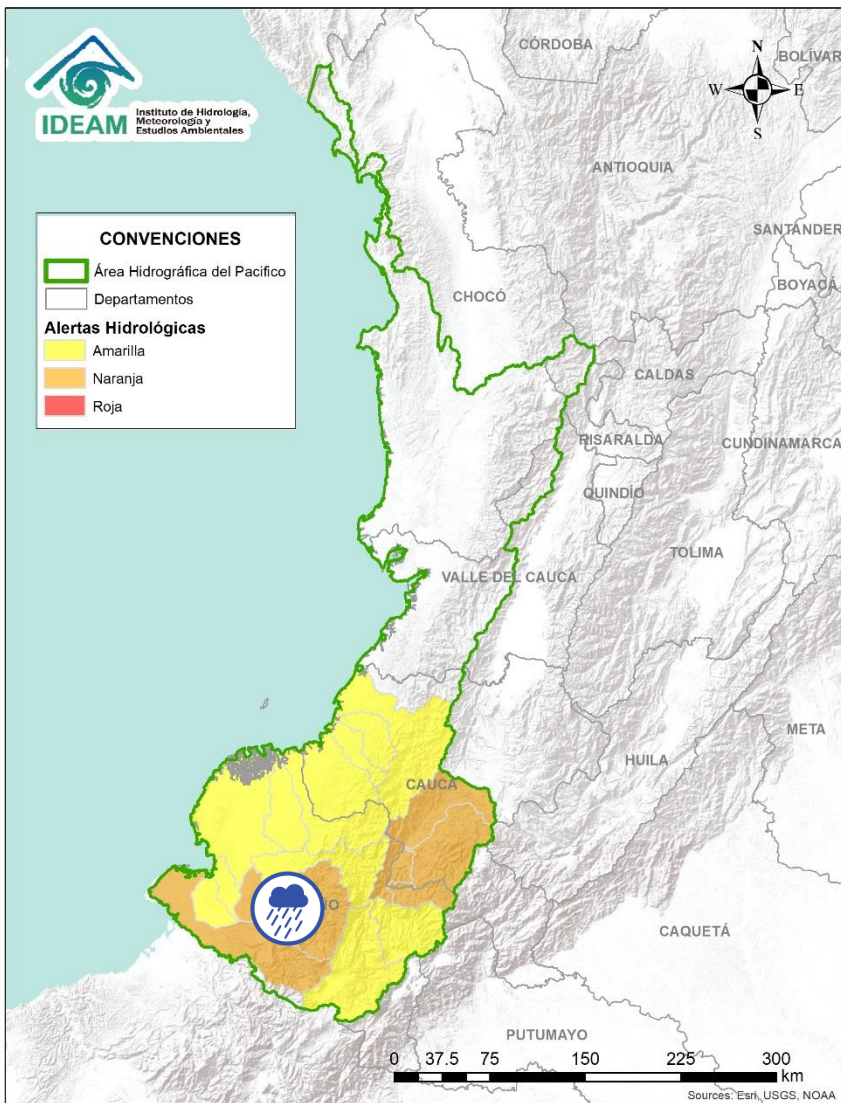 IDEAM
Instituto de Hidrología,
Meteorología y
Estudios Ambientales
N
W
E
S
CÓRDOBA
BOLÍVAR
ANTIOQUIA
SANTANDER
BOYACÁ
CHOCÓ
CALDAS
RISARALDA
CUNDINAMARCA
QUINDÍO
TOLIMA
VALLE DEL CAUCA
META
HUILA
CAUCA
CAQUETÁ
PUTUMAYO
CONVENCIONES
Área Hidrográfica del Pacifico
Departamentos
Alertas Hidrológicas
Amarilla
Naranja
Roja
0 37.5 75 150 225 300
km
Sources: Esri, USGS, NOAA